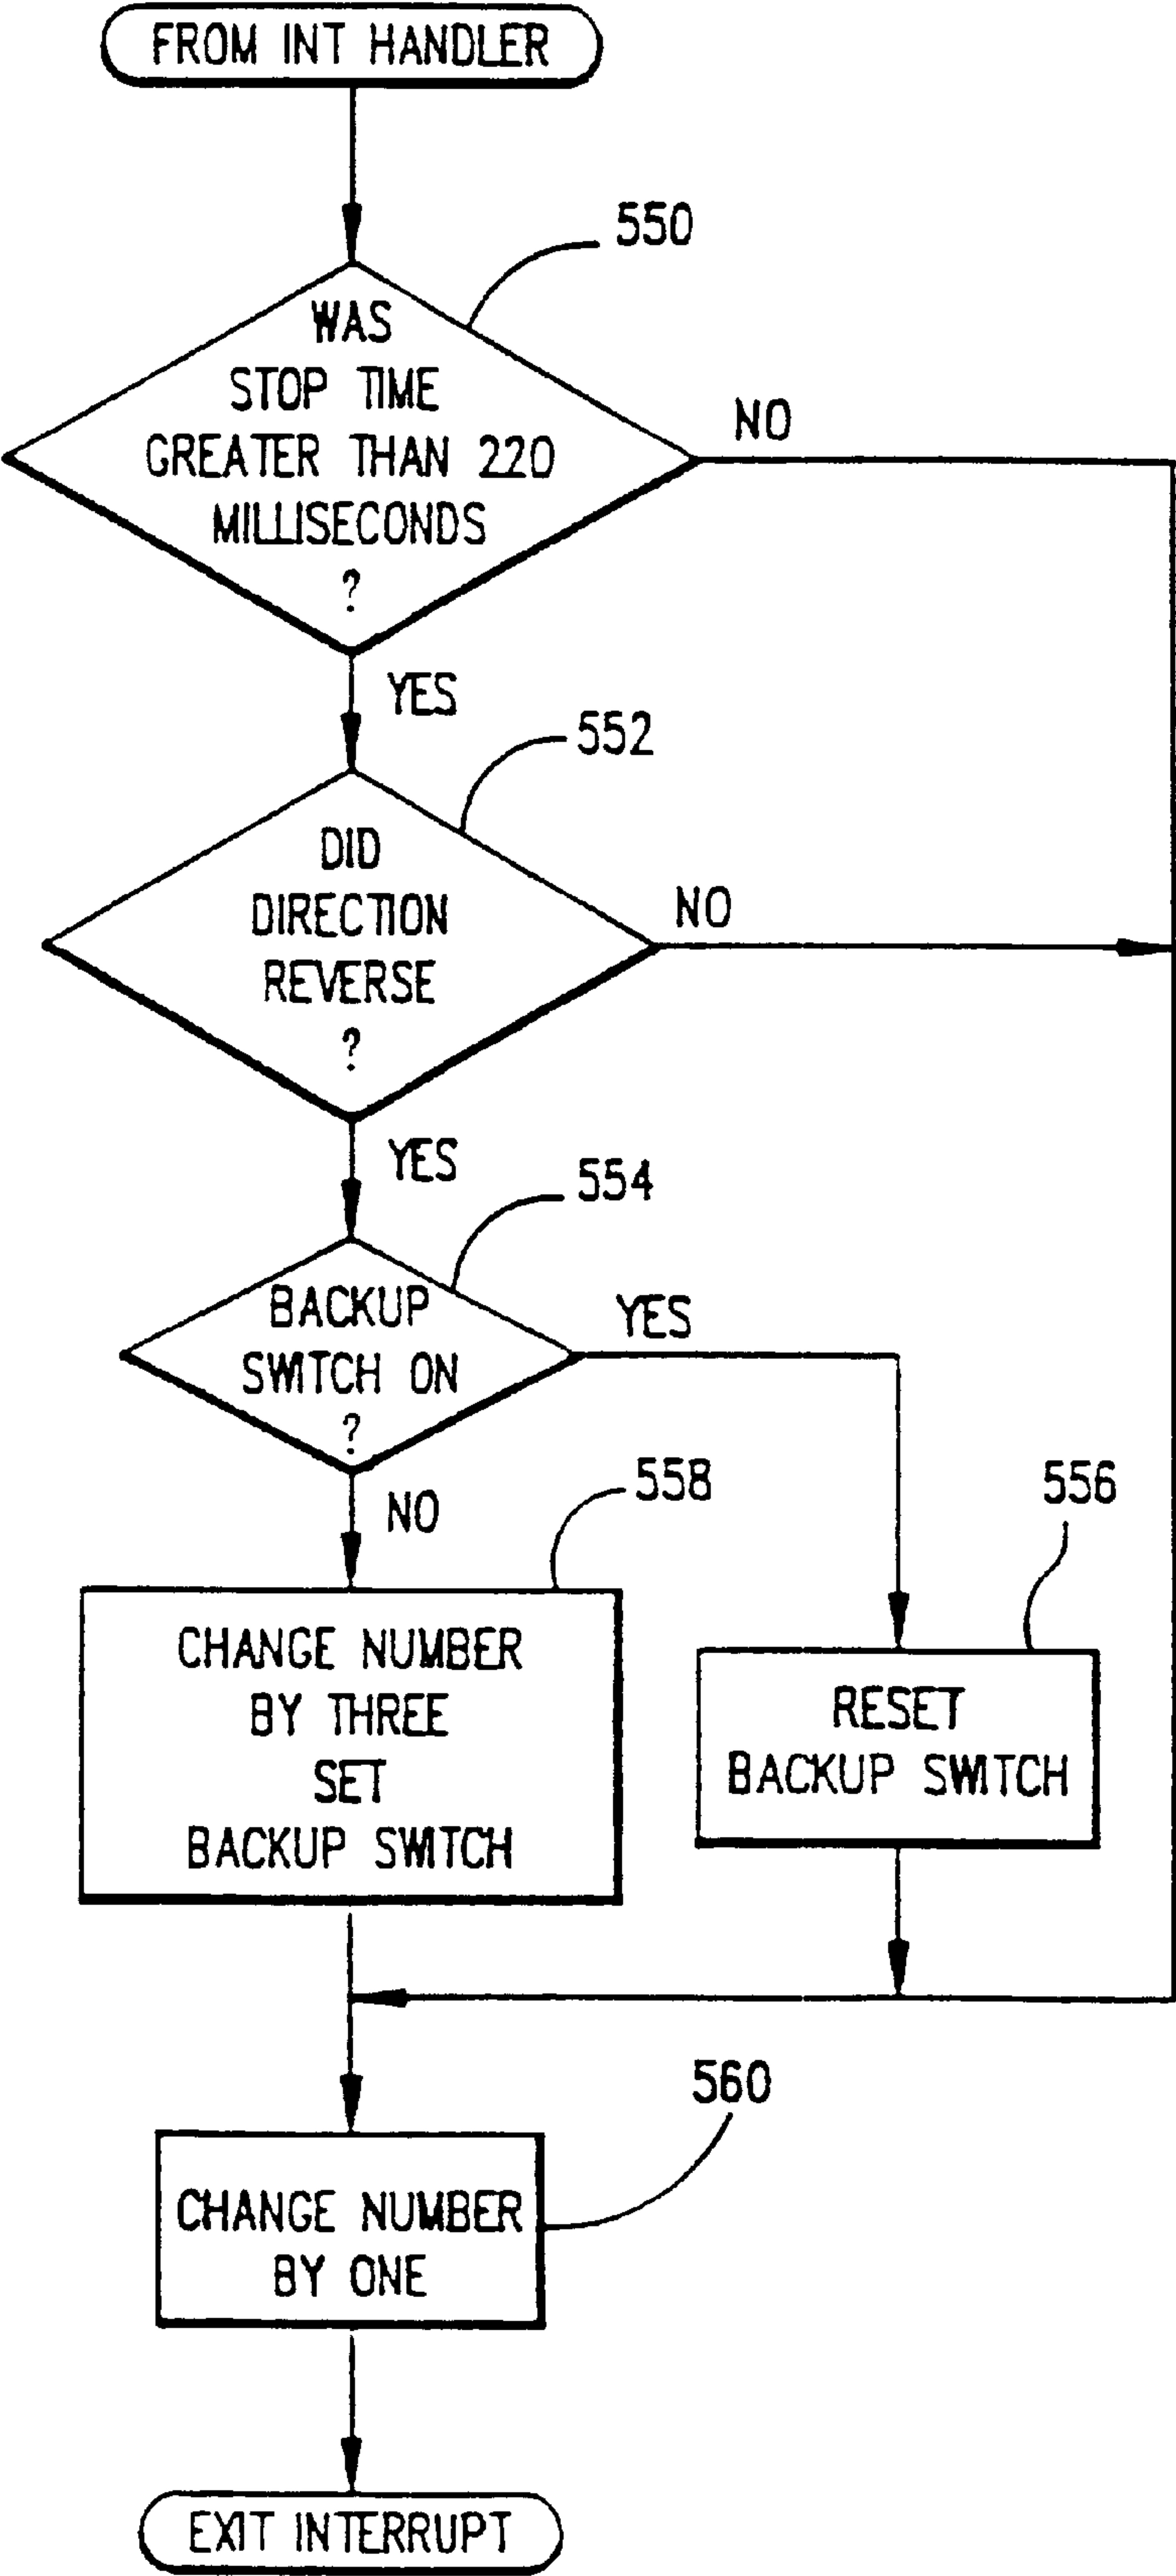 FROM INT HANDLER
550
WAS
STOP TIME
GREATER THAN 220
MILLISECONDS
?
NO
YES
552
DID
DIRECTION
REVERSE
?
NO
YES
554
BACKUP
SWITCH ON
?
YES
NO
558
556
CHANGE NUMBER
BY THREE
SET
BACKUP SWITCH
RESET
BACKUP SWITCH
560
CHANGE NUMBER
BY ONE
EXIT INTERRUPT